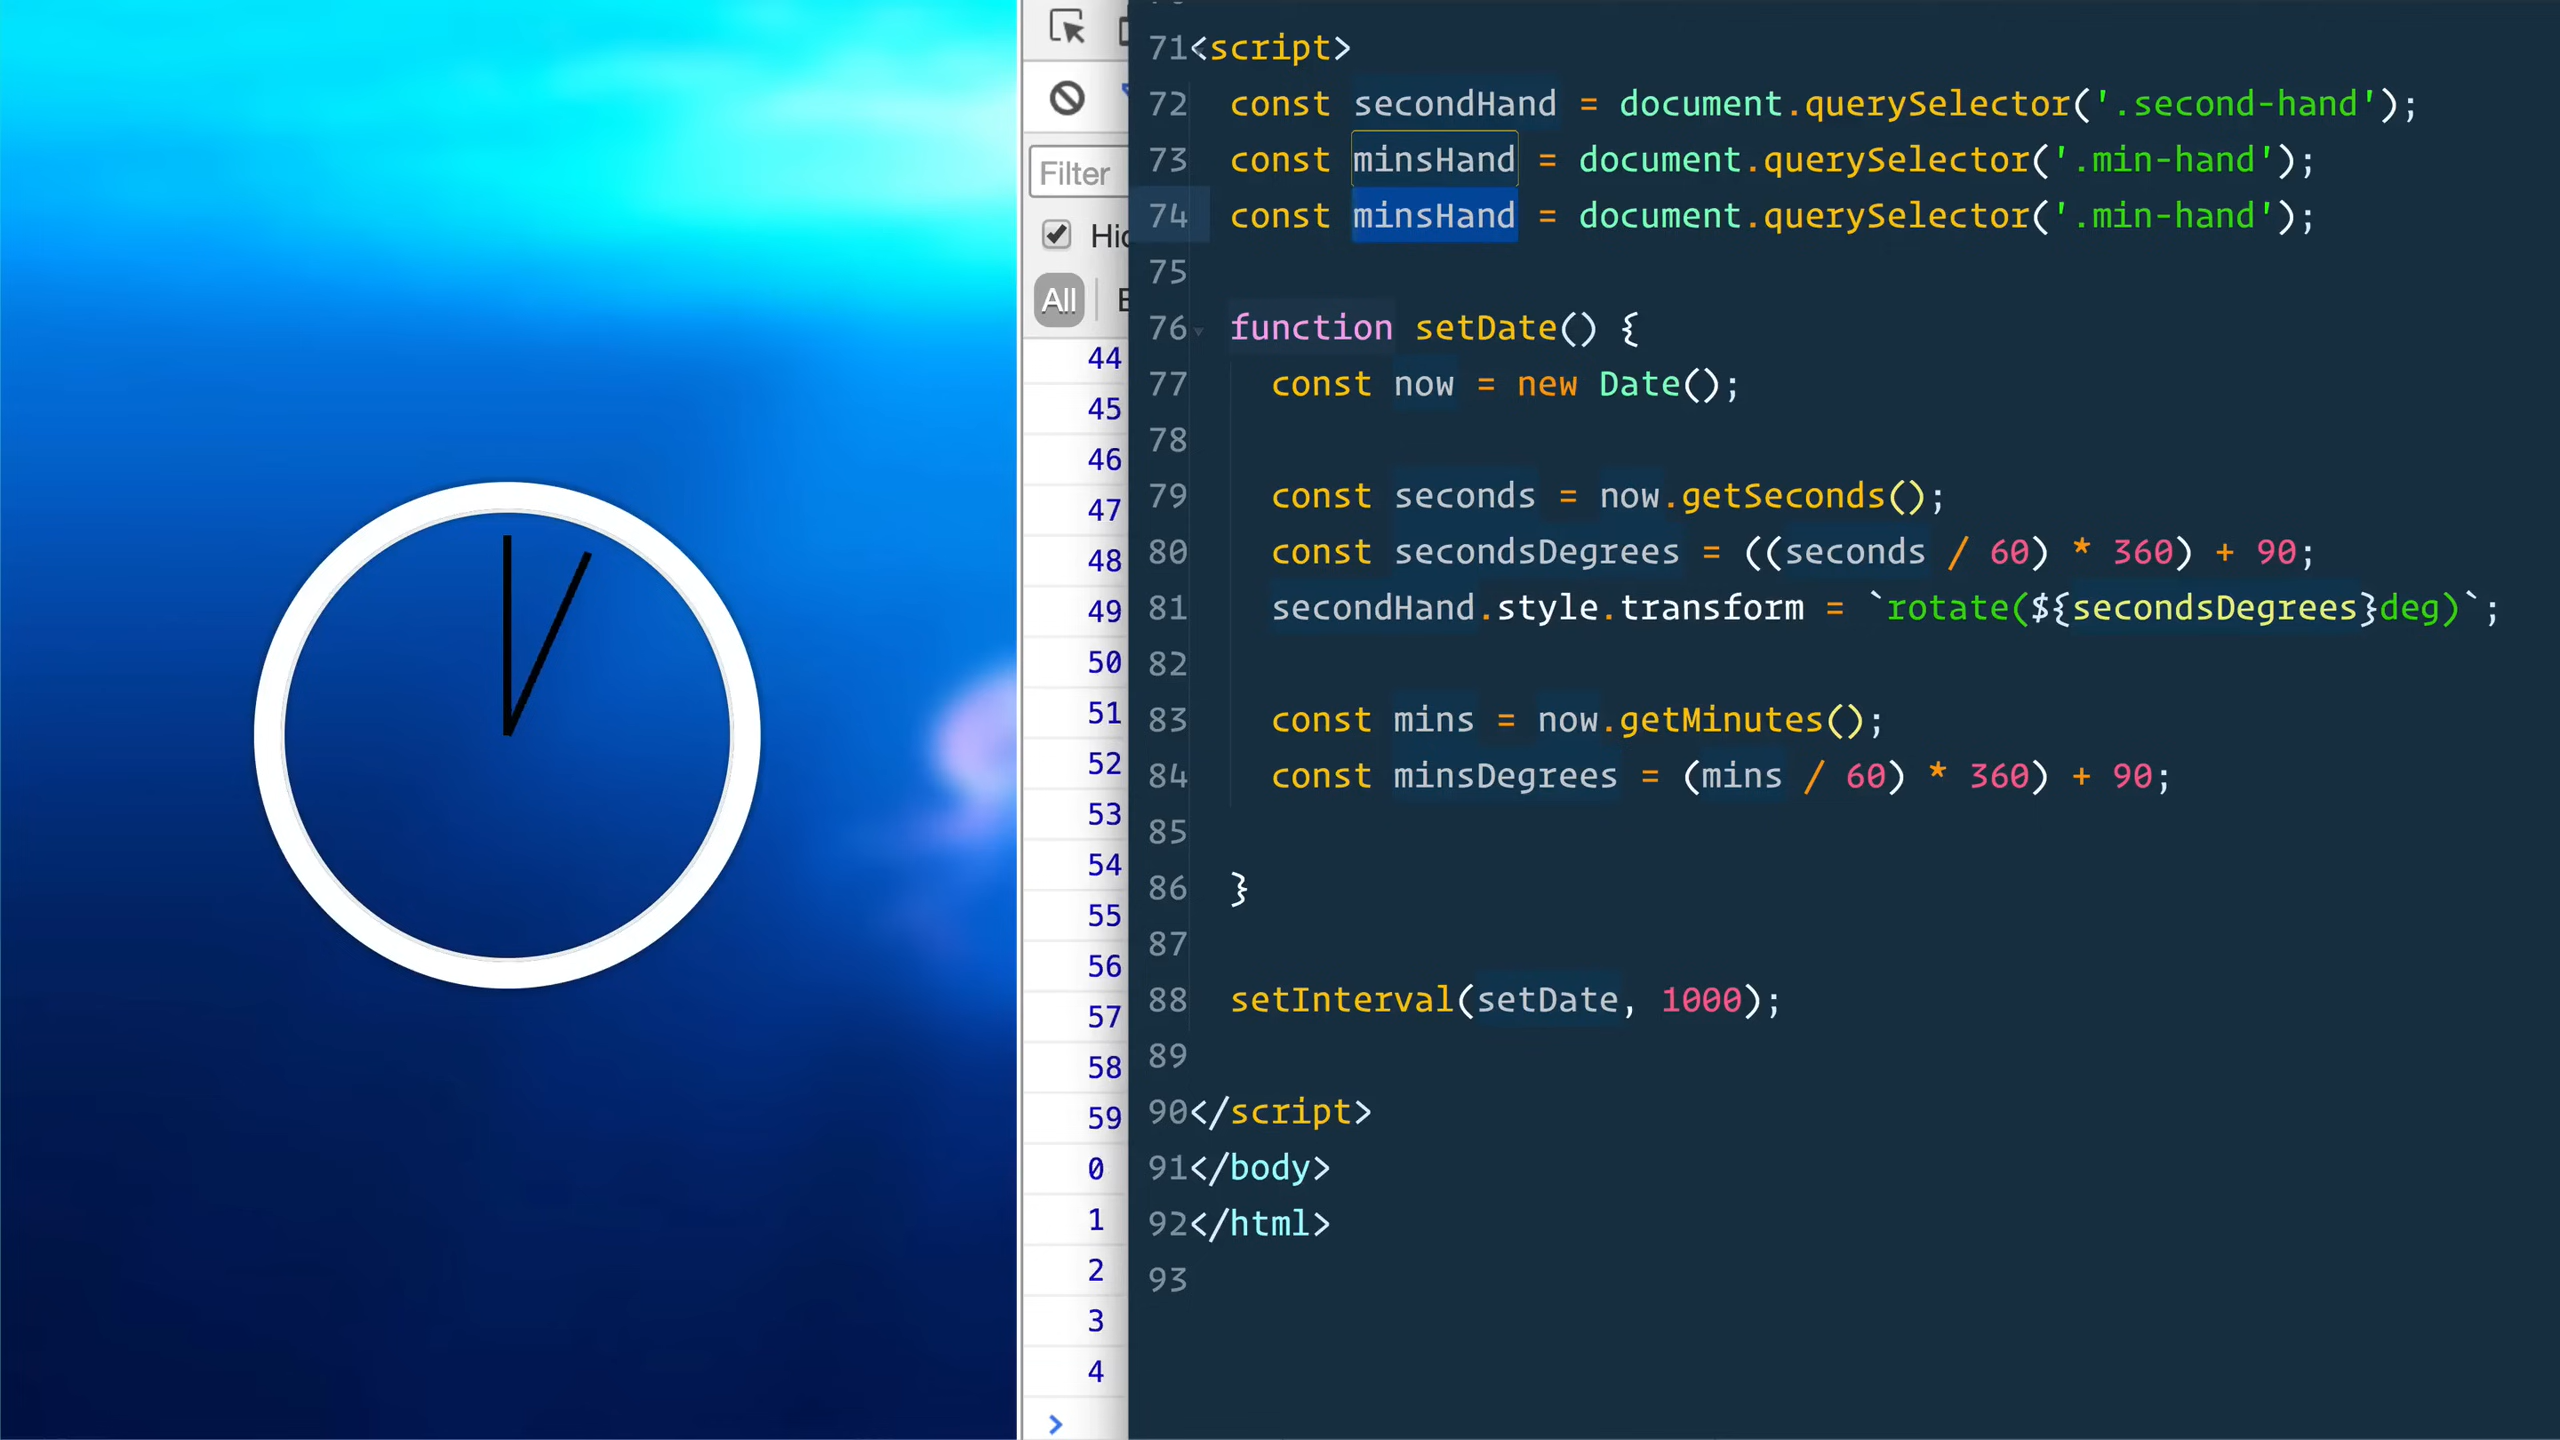 Filter
Hid
All
44
45
46
47
48
49
50
51
52
53
54
55
56
57
58
59
0
1
2
3
4
71<script>
72 const secondHand = document.querySelector('.second-hand');
73 const minsHand = document.querySelector('.min-hand');
74 const minsHand = document.querySelector('.min-hand');
75
76 function setDate() {
77 const now = new Date();
78
79 const seconds = now.getSeconds();
80 const secondsDegrees = ((seconds / 60) * 360) + 90;
81 secondHand.style.transform = `rotate(${secondsDegrees}deg)`;
82
83 const mins = now.getMinutes();
84 const minsDegrees = (mins / 60) * 360) + 90;
85
86 }
87
88 setInterval(setDate, 1000);
89
90</script>
91</body>
92</html>
93